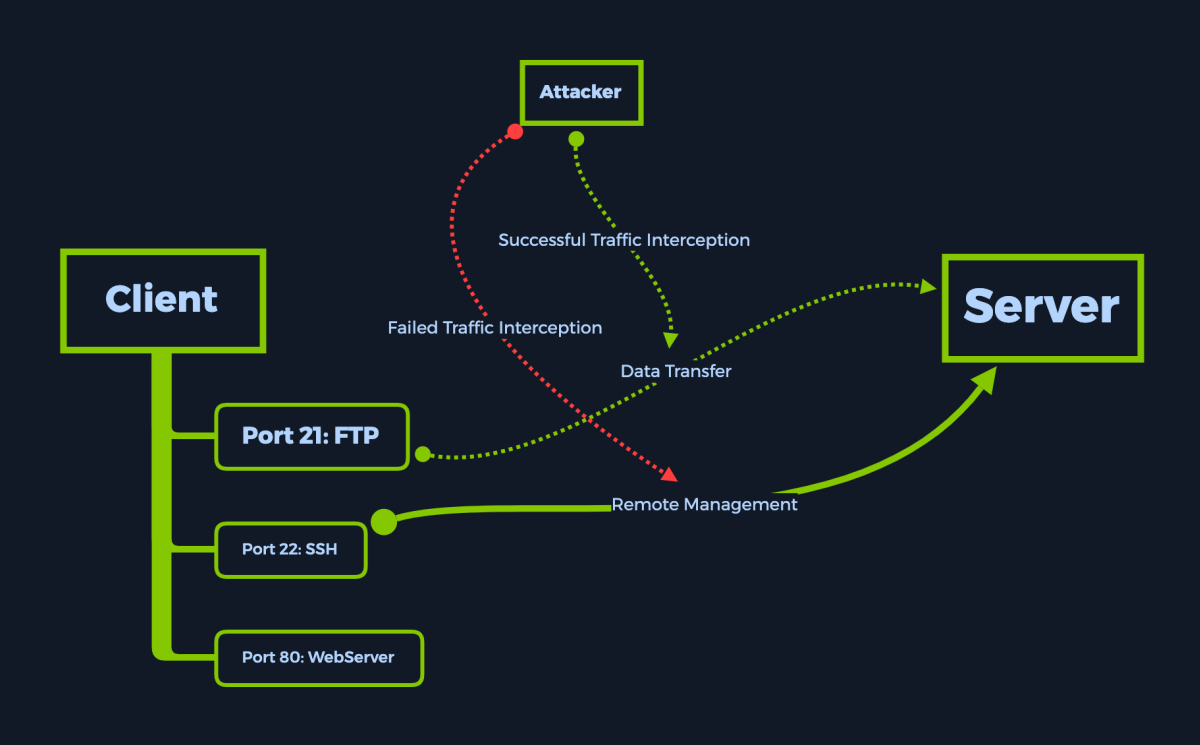 Attacker
Successful Traffic Interception
Client
Server
Failed Traffic Interception
Data Transfer
Port 21: FTP
Remote Management
Port 22: SSH
Port 80: WebServer